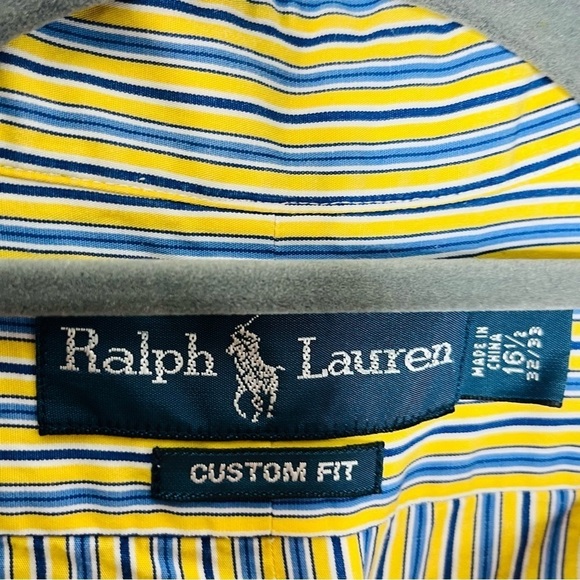 Ralph Lauren
MADE IN
CHINA
16½
32/33
CUSTOM FIT